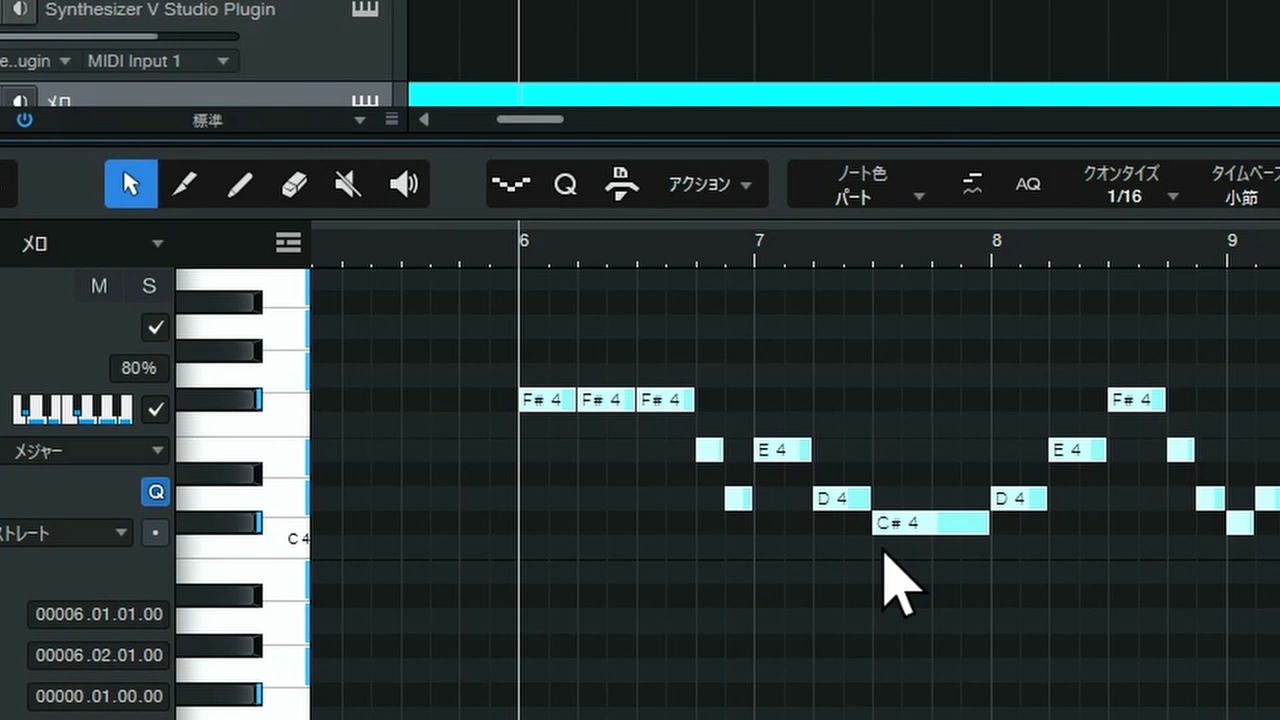 Synthesizer V Studio Plugin
e..ugin MIDI Input 1
メロ
標準
アクション ノート色 パート AQ クオンタイズ 1/16 タイムベース 小節
メロ 6 7 8 9
M S
80%
F# 4 F# 4 F# 4 F# 4
メジャー E 4 E 4
Q
D 4 D 4
C# 4
ストレート
C 4
00006.01.01.00
00006.02.01.00
00000.01.00.00